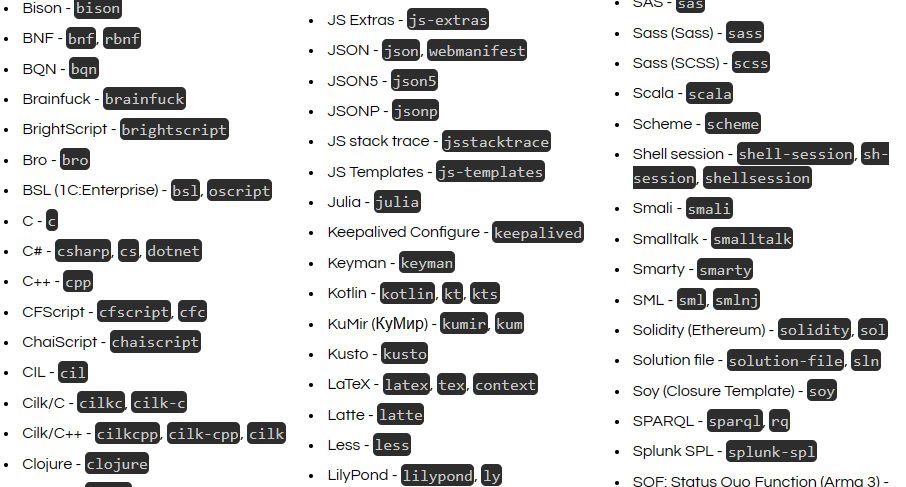 Bison - bison
BNF - bnf, rbnf
BQN - bqn
Brainfuck - brainfuck
BrightScript - brightscript
Bro - bro
BSL (1C:Enterprise) - bsl, oscript
C - c
C# - csharp, cs, dotnet
C++ - cpp
CFScript - cfscript, cfc
ChaiScript - chaiscript
CIL - cil
Cilk/C - cilkc, cilk-c
Cilk/C++ - cilkcpp, cilk-cpp, cilk
Clojure - clojure
JS Extras - js-extras
JSON - json, webmanifest
JSON5 - json5
JSONP - jsonp
JS stack trace - jsstacktrace
JS Templates - js-templates
Julia - julia
Keepalived Configure - keepalived
Keyman - keyman
Kotlin - kotlin, kt, kts
KuMir (КуМир) - kumir, kum
Kusto - kusto
LaTeX - latex, tex, context
Latte - latte
Less - less
LilyPond - lilypond, ly
SAS - sas
Sass (Sass) - sass
Sass (SCSS) - scss
Scala - scala
Scheme - scheme
Shell session - shell-session, sh-
session, shellsession
Smali - smali
Smalltalk - smalltalk
Smarty - smarty
SML - sml, smlnj
Solidity (Ethereum) - solidity, sol
Solution file - solution-file, sln
Soy (Closure Template) - soy
SPARQL - sparql, rq
Splunk SPL - splunk-spl
SQF: Status Quo Function (Arma 3) -